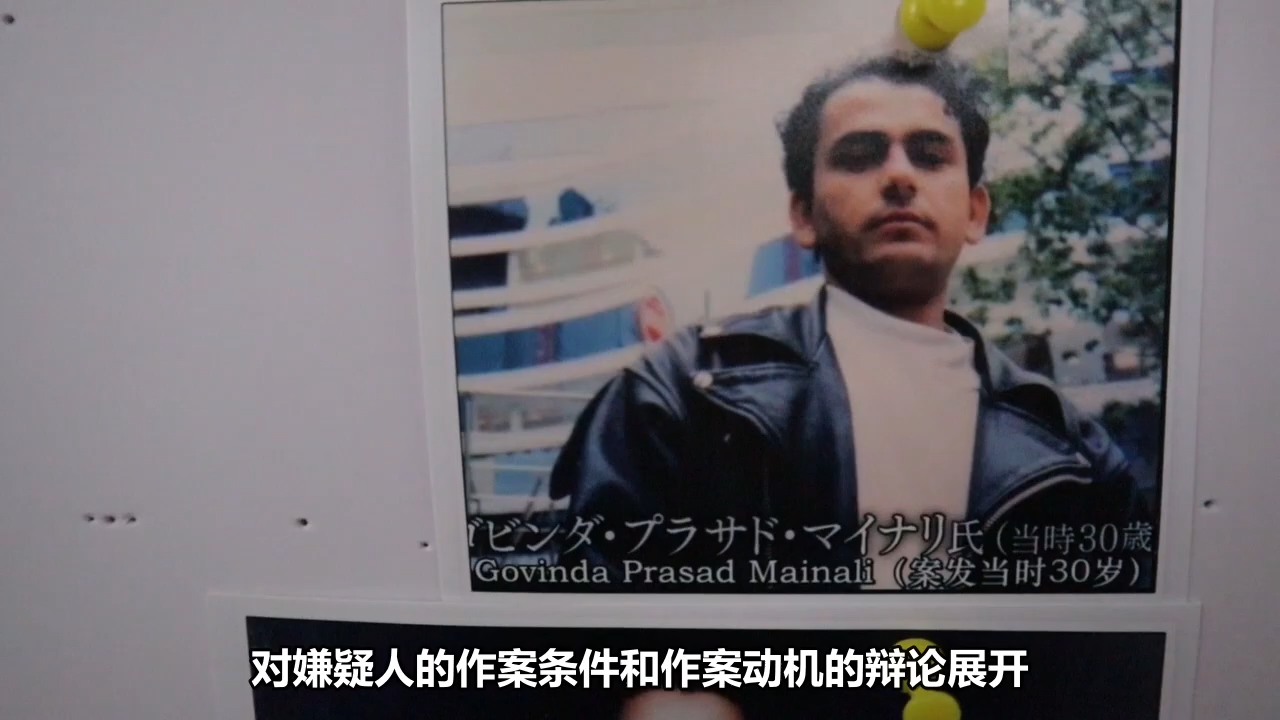 ゴビンダ・プラサド・マイナリ氏（当時30歳
Govinda Prasad Mainali（案发当时30岁）
对嫌疑人的作案条件和作案动机的辩论展开